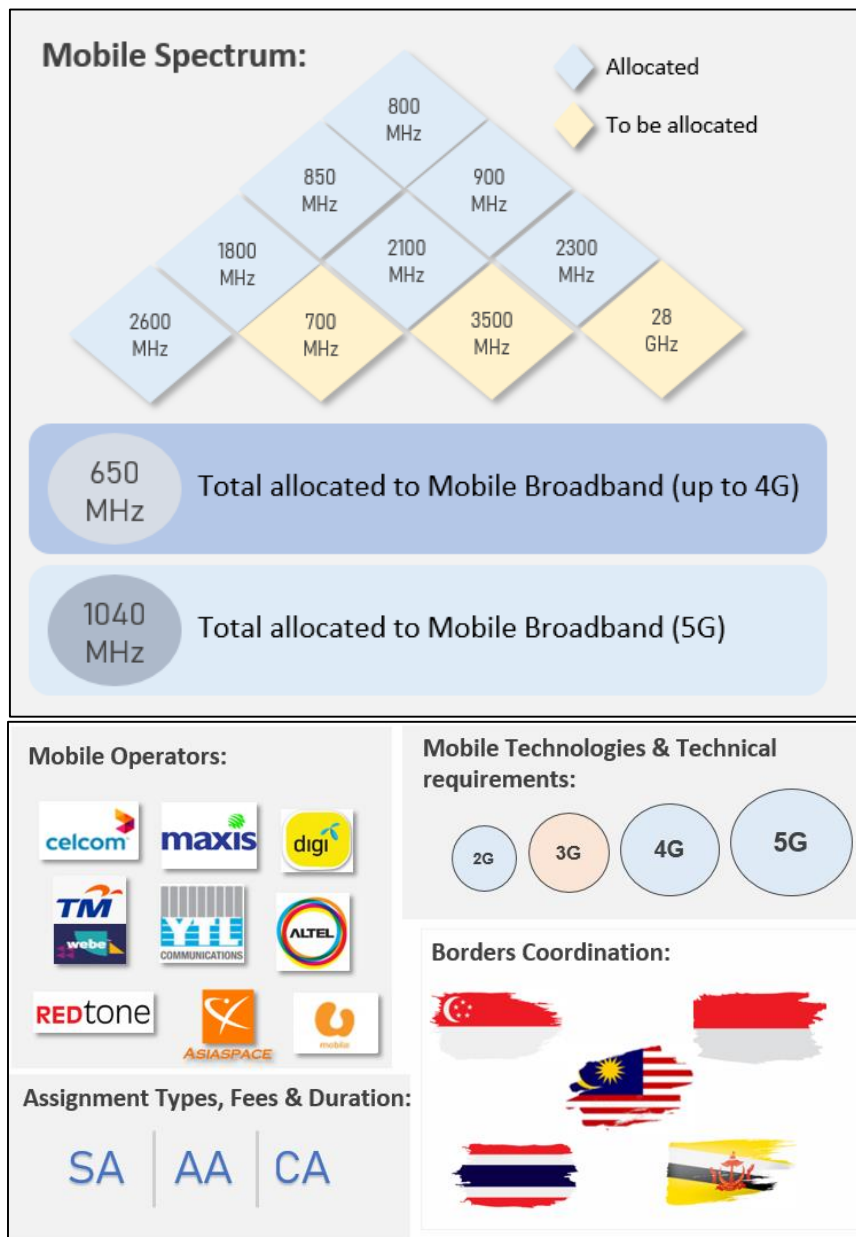 Mobile Spectrum:
Allocated
To be allocated
800
MHz
850
MHz
900
MHz
1800
MHz
2100
MHz
2300
MHz
2600
MHz
700
MHz
3500
MHz
28
GHz
650
MHz
Total allocated to Mobile Broadband (up to 4G)
1040
MHz
Total allocated to Mobile Broadband (5G)
Mobile Operators:
celcom
maxis
digi
TM
webe
YTL
COMMUNICATIONS
ALTEL
REDtone
ASIASPACE
mobile
Mobile Technologies & Technical
requirements:
2G
3G
4G
5G
Borders Coordination:
Assignment Types, Fees & Duration:
SA
AA
CA